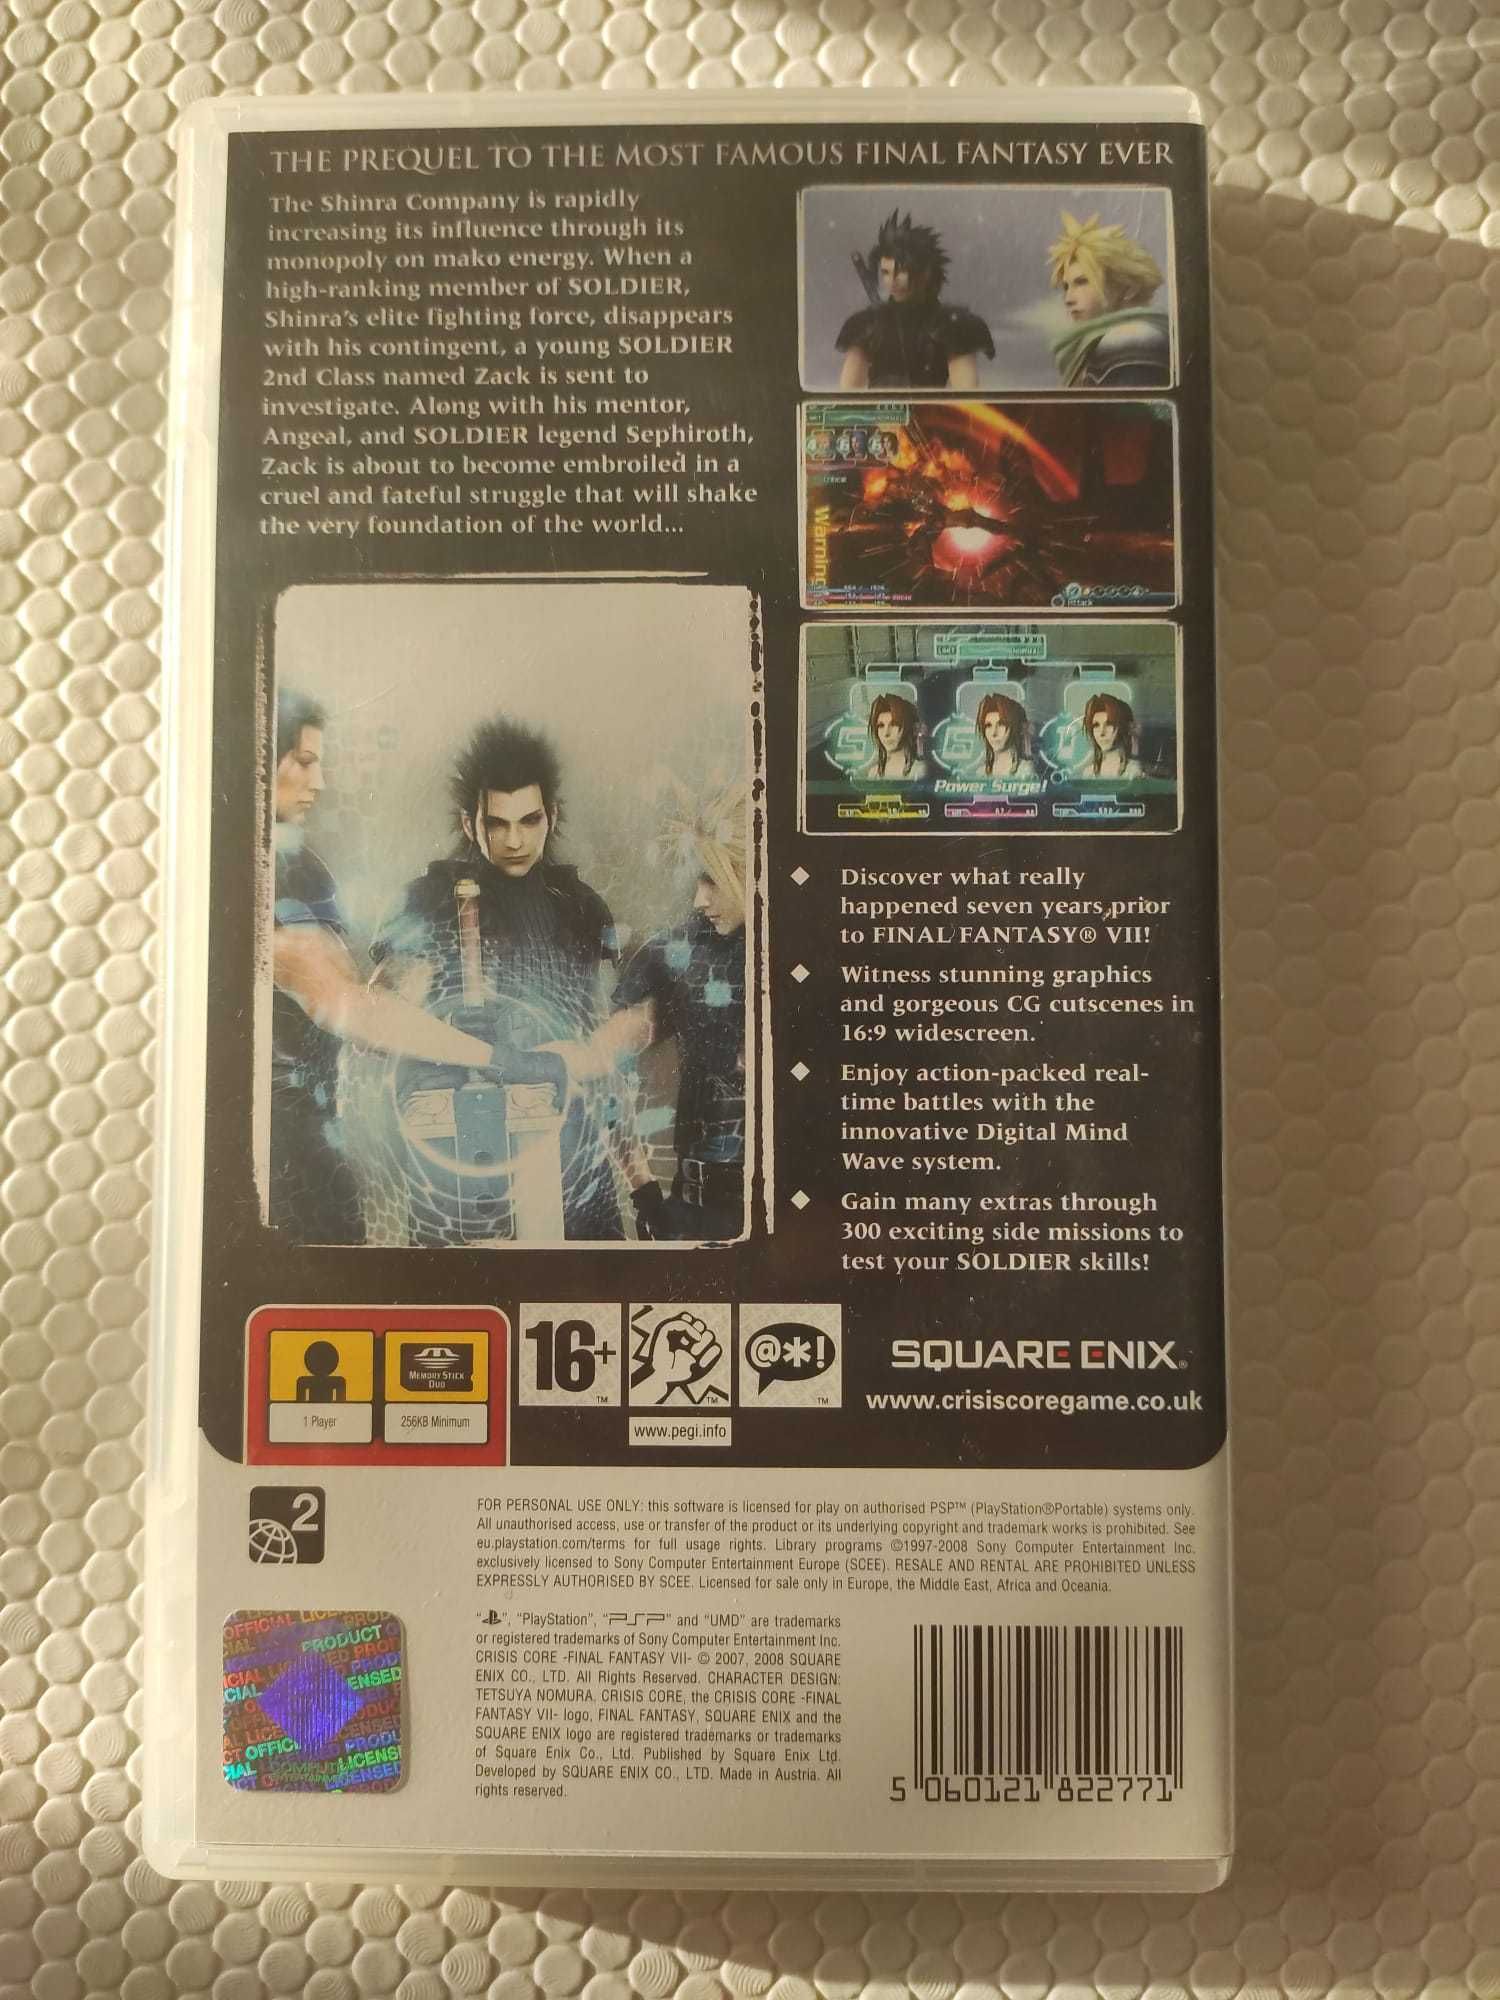 THE PREQUEL TO THE MOST FAMOUS FINAL FANTASY EVER
The Shinra Company is rapidly
increasing its influence through its
monopoly on mako energy. When a
high-ranking member of SOLDIER,
Shinra's elite fighting force, disappears
with his contingent, a young SOLDIER
2nd Class named Zack is sent to
investigate. Along with his mentor,
Angeal, and SOLDIER legend Sephiroth,
Zack is about to become embroiled in a
cruel and fateful struggle that will shake
the very foundation of the world...
Critical
Warning
Attack
5 6 1
Power Surge!
◆ Discover what really
happened seven years prior
to FINAL FANTASY® VII!
◆ Witness stunning graphics
and gorgeous CG cutscenes in
16:9 widescreen.
◆ Enjoy action-packed real-
time battles with the
innovative Digital Mind
Wave system.
◆ Gain many extras through
300 exciting side missions to
test your SOLDIER skills!
MEMORY STICK
DUO
1 Player
256KB Minimum
16+
™
™
@*!
™
www.pegi.info
SQUARE ENIX®
www.crisiscoregame.co.uk
2
FOR PERSONAL USE ONLY: this software is licensed for play on authorised PSP™ (PlayStation®Portable) systems only.
All unauthorised access, use or transfer of the product or its underlying copyright and trademark works is prohibited. See
eu.playstation.com/terms for full usage rights. Library programs ©1997-2008 Sony Computer Entertainment Inc.
exclusively licensed to Sony Computer Entertainment Europe (SCEE). RESALE AND RENTAL ARE PROHIBITED UNLESS
EXPRESSLY AUTHORISED BY SCEE. Licensed for sale only in Europe, the Middle East, Africa and Oceania.
"PS", "PlayStation", "PSP" and "UMD" are trademarks
or registered trademarks of Sony Computer Entertainment Inc.
CRISIS CORE -FINAL FANTASY VII- © 2007, 2008 SQUARE
ENIX CO., LTD. All Rights Reserved. CHARACTER DESIGN:
TETSUYA NOMURA. CRISIS CORE, the CRISIS CORE -FINAL
FANTASY VII- logo, FINAL FANTASY, SQUARE ENIX and the
SQUARE ENIX logo are registered trademarks or trademarks
of Square Enix Co., Ltd. Published by Square Enix Ltd.
Developed by SQUARE ENIX CO., LTD. Made in Austria. All
rights reserved.
OFFICIAL
PRODUCT
5 060121 822771